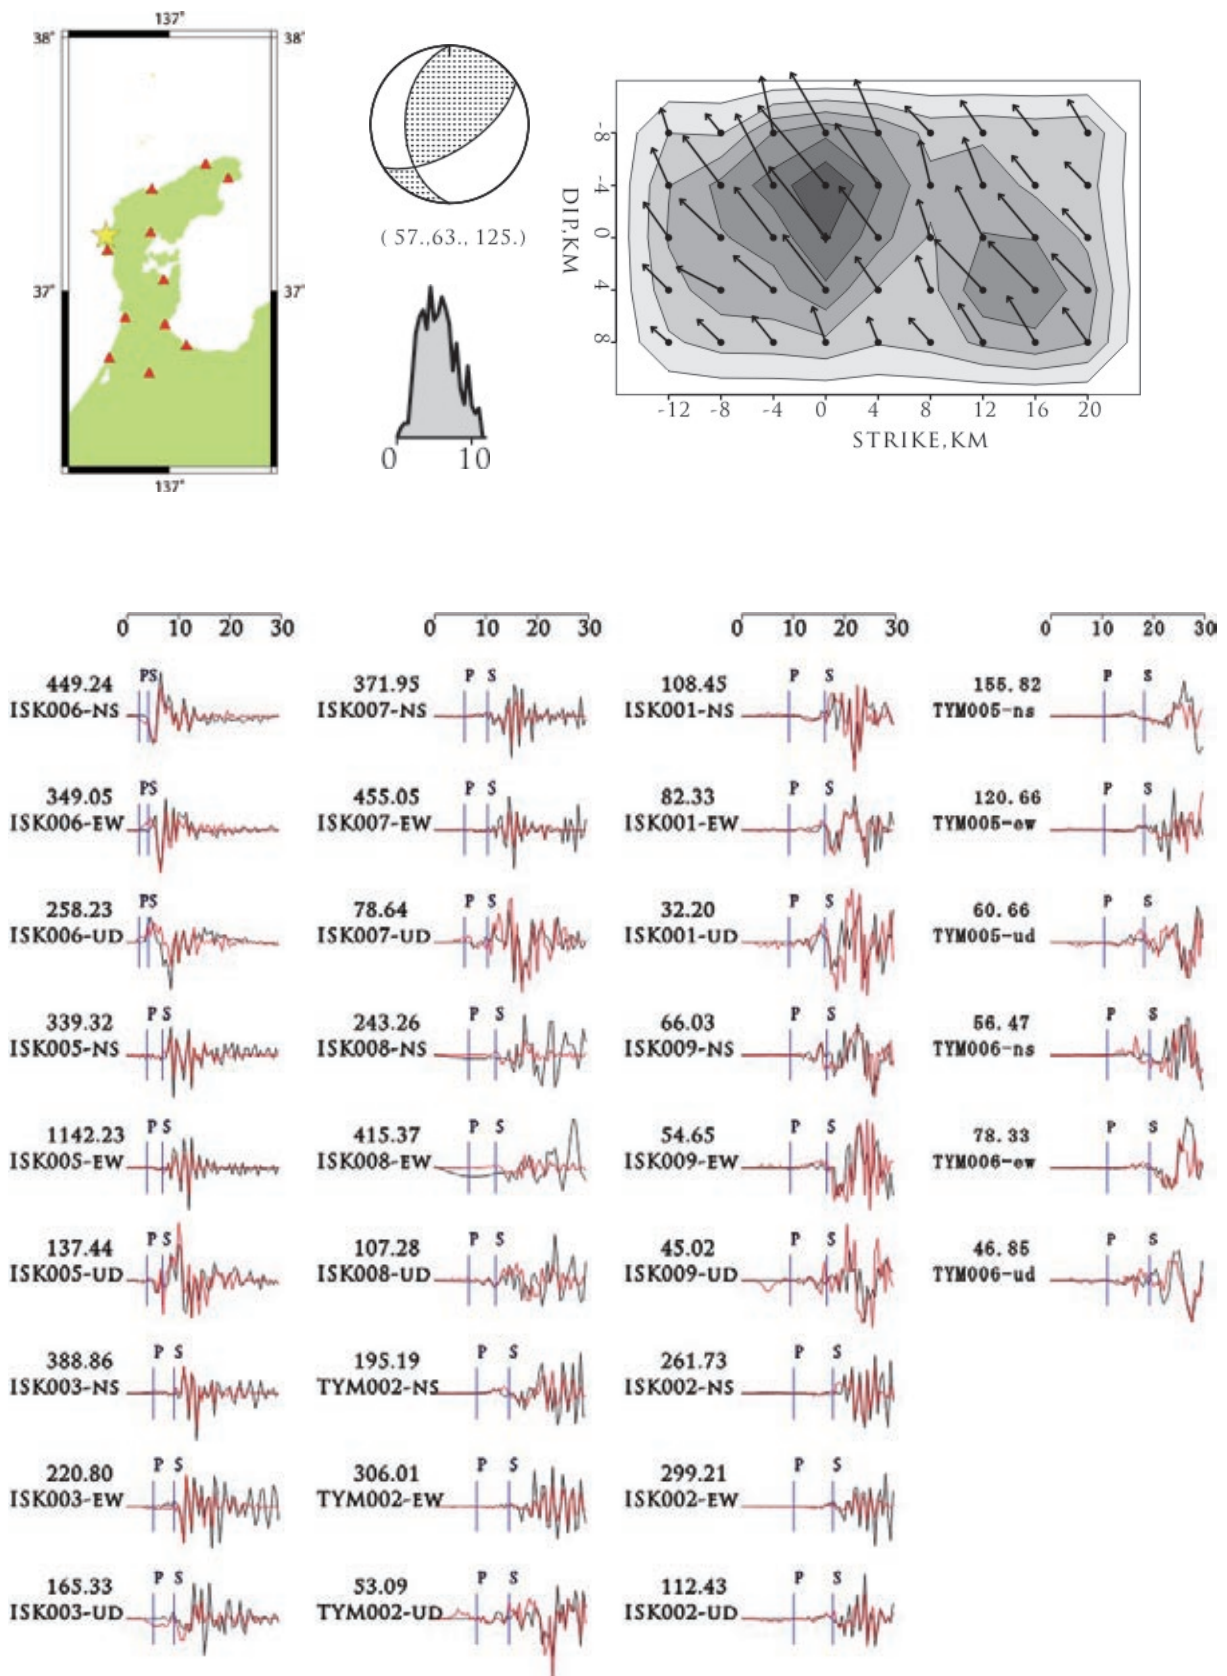 137°
38°
38°
37°
37°
137°
( 57.,63., 125.)
0 10
DIP,KM
-8
-4
0
4
8
-12 -8 -4 0 4 8 12 16 20
STRIKE,KM
0 10 20 30
0 10 20 30
0 10 20 30
0 10 20 30
449.24 P S
ISK006-NS
349.05 P S
ISK006-EW
258.23 P S
ISK006-UD
339.32 P S
ISK005-NS
1142.23 P S
ISK005-EW
137.44 P S
ISK005-UD
388.86 P S
ISK003-NS
220.80 P S
ISK003-EW
165.33 P S
ISK003-UD
371.95 P S
ISK007-NS
455.05 P S
ISK007-EW
78.64 P S
ISK007-UD
243.26 P S
ISK008-NS
415.37 P S
ISK008-EW
107.28 P S
ISK008-UD
195.19 P S
TYM002-NS
306.01 P S
TYM002-EW
53.09 P S
TYM002-UD
108.45 P S
ISK001-NS
82.33 P S
ISK001-EW
32.20 P S
ISK001-UD
66.03 P S
ISK009-NS
54.65 P S
ISK009-EW
45.02 P S
ISK009-UD
261.73 P S
ISK002-NS
299.21 P S
ISK002-EW
112.43 P S
ISK002-UD
155.82 P S
TYM005-ns
120.66 P S
TYM005-ew
60.66 P S
TYM005-ud
56.47 P S
TYM006-ns
78.33 P S
TYM006-ew
46.85 P S
TYM006-ud